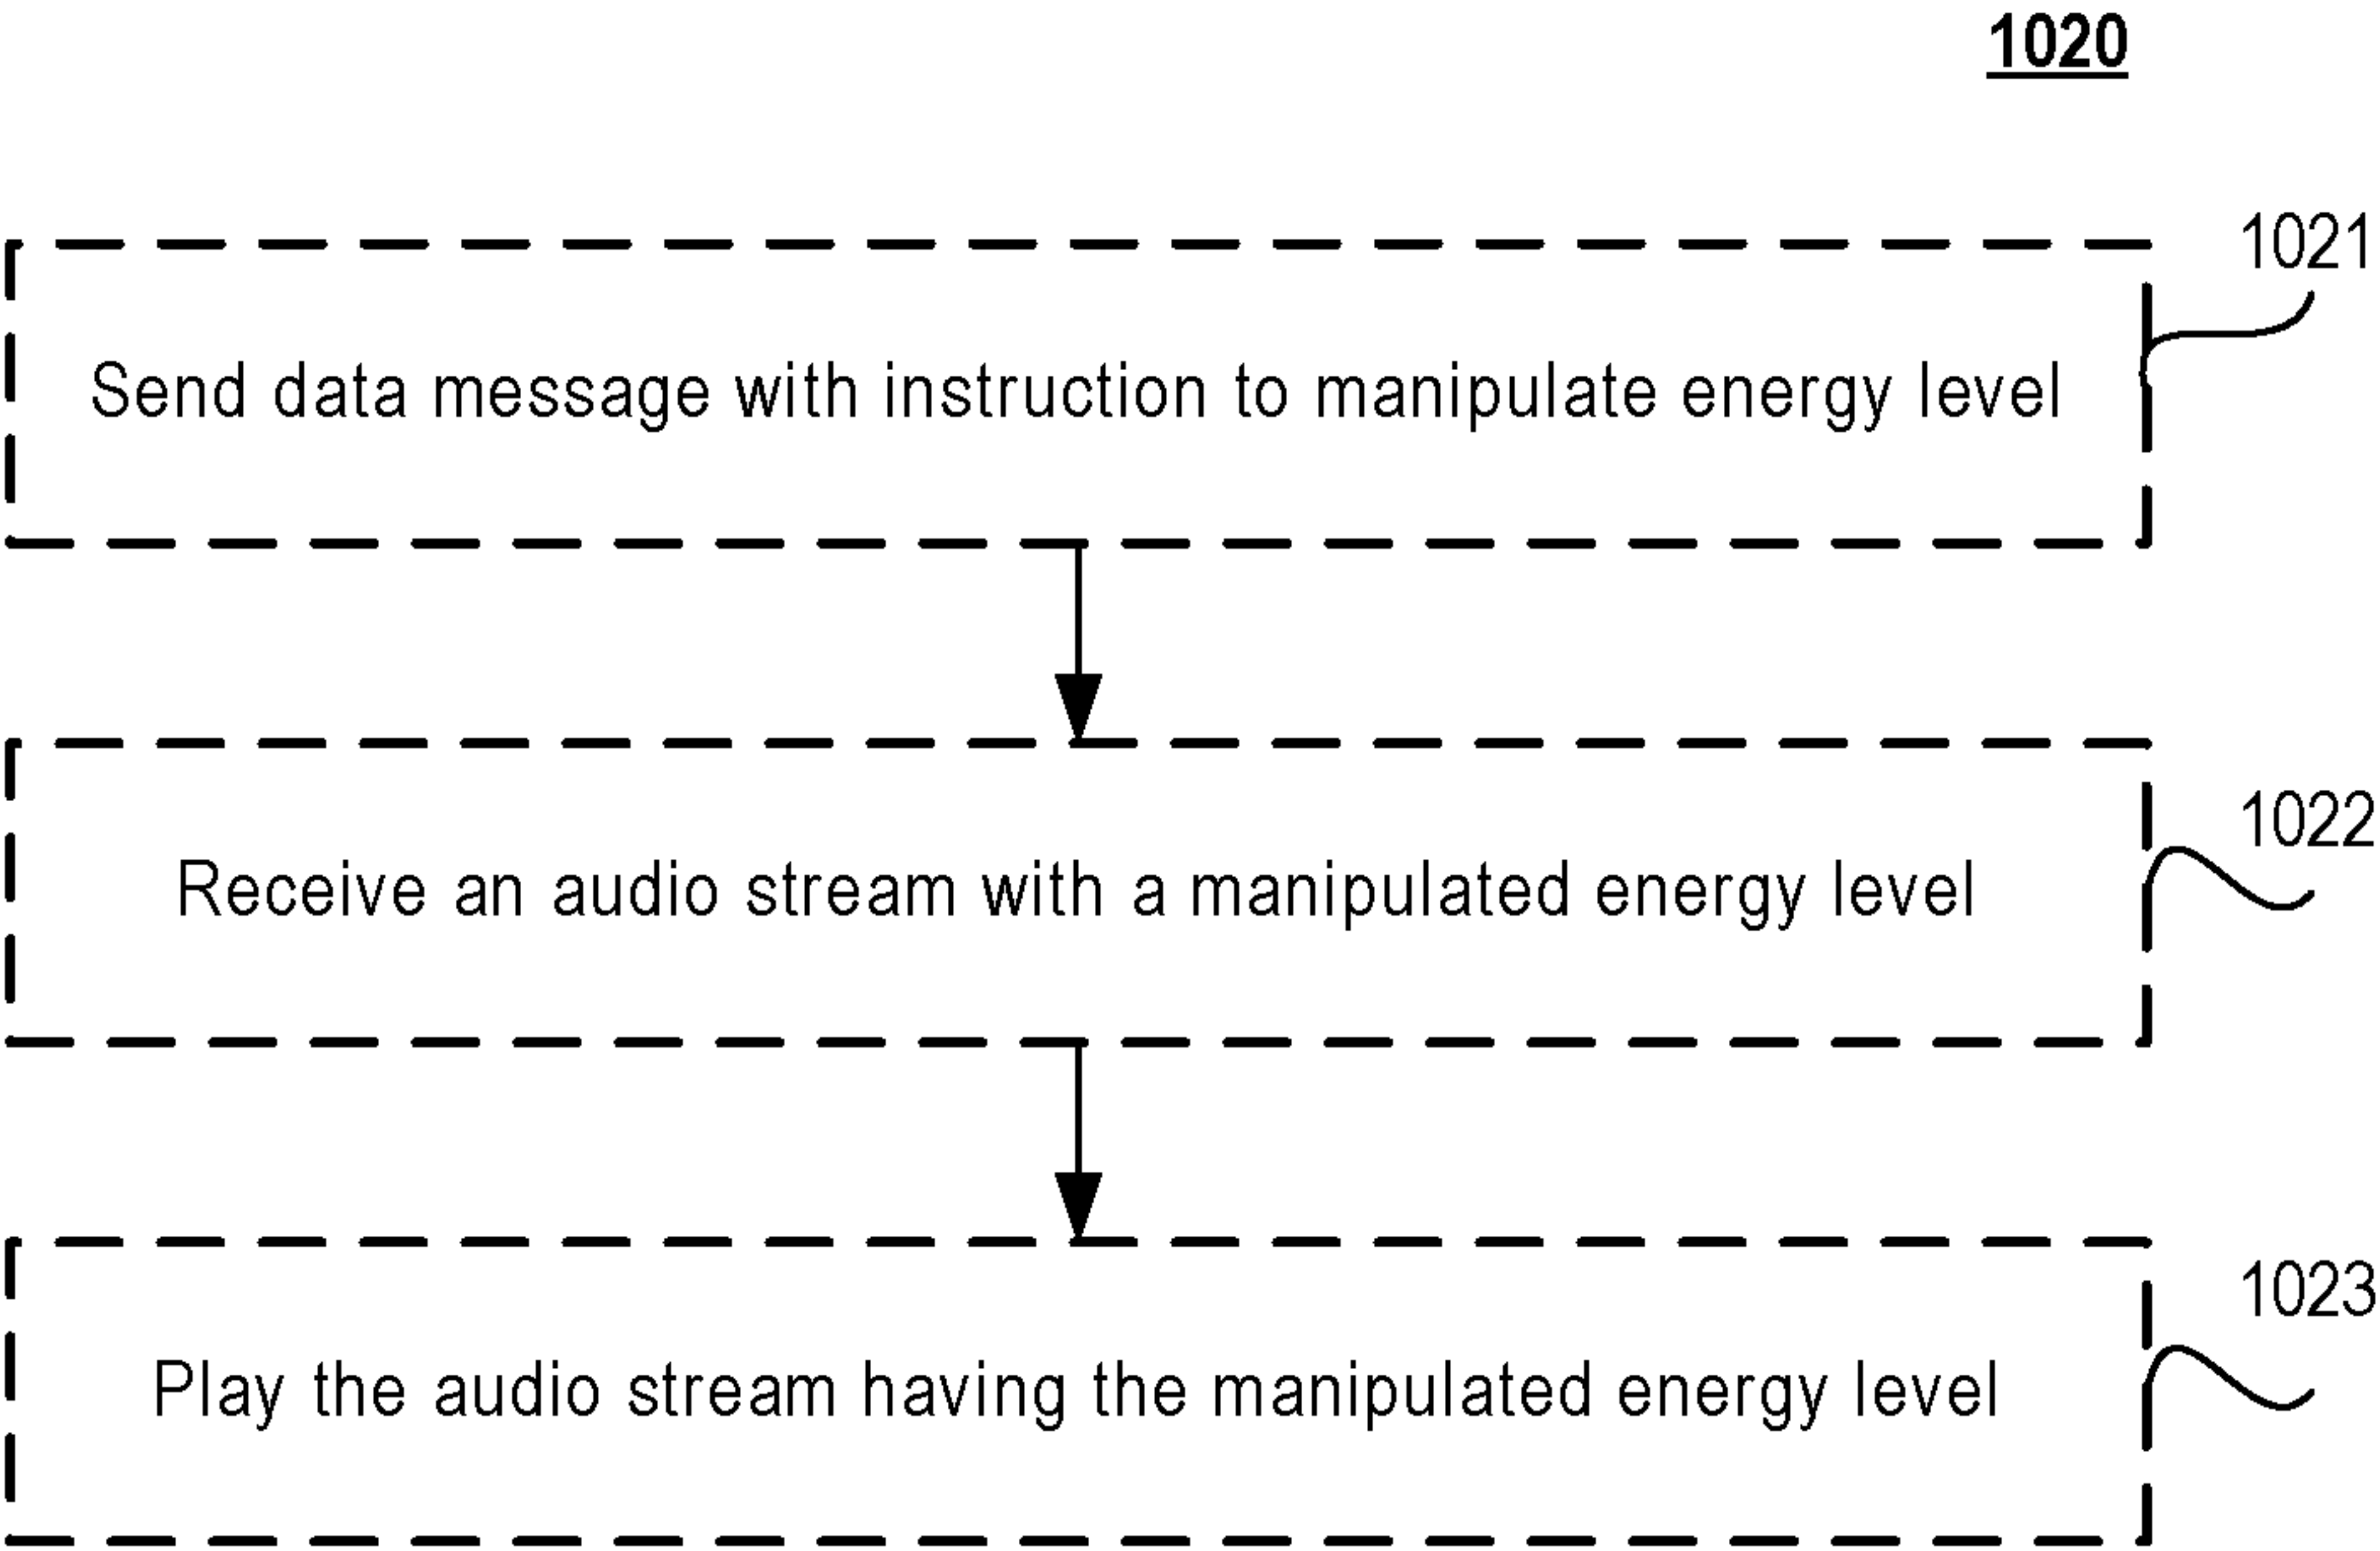 1020
1021
Send data message with instruction to manipulate energy level
1022
Receive an audio stream with a manipulated energy level
1023
Play the audio stream having the manipulated energy level